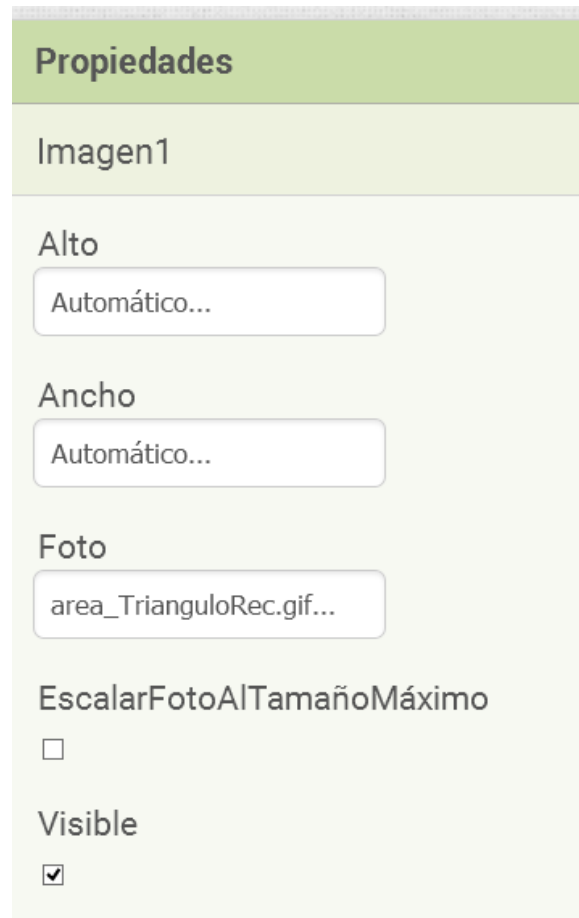 Propiedades
Imagen1
Alto
Automático...
Ancho
Automático...
Foto
area_TrianguloRec.gif...
EscalarFotoAlTamañoMáximo
Visible